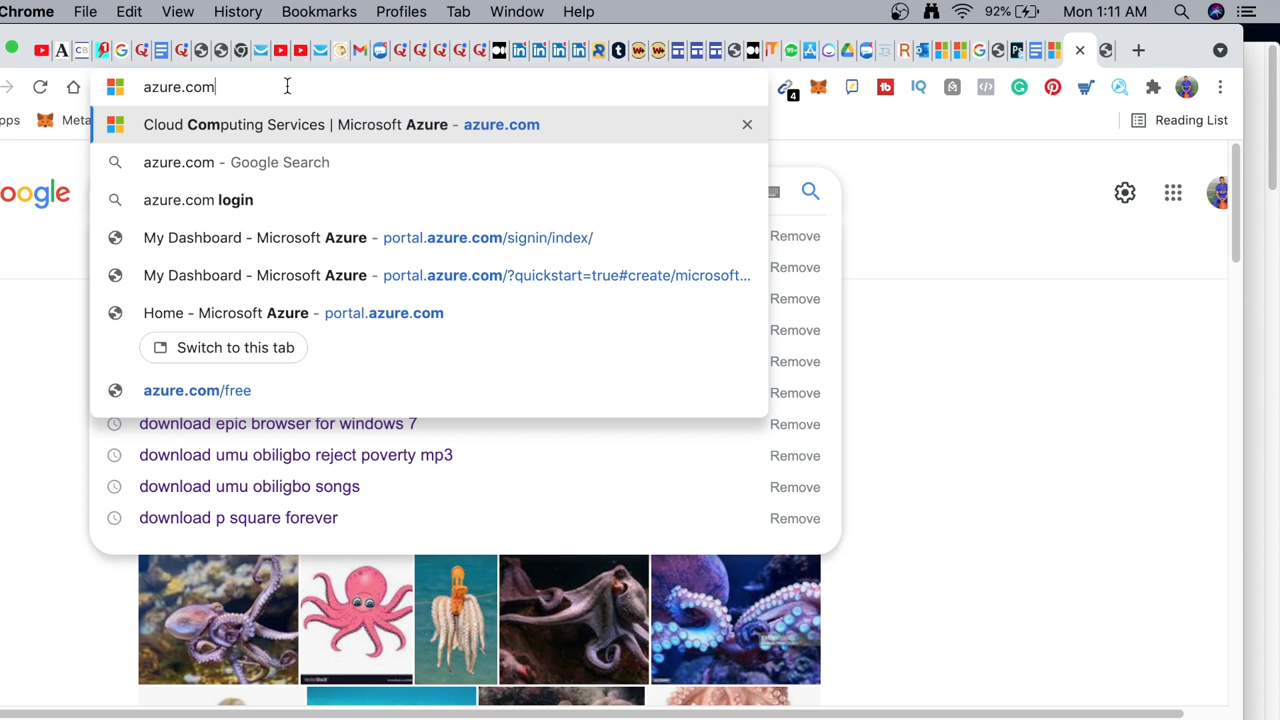 Chrome File Edit View History Bookmarks Profiles Tab Window Help 92% Mon 1:11 AM
azure.com
4
Meta
Reading List
Cloud Computing Services | Microsoft Azure - azure.com
azure.com - Google Search
azure.com login
My Dashboard - Microsoft Azure - portal.azure.com/signin/index/
Remove
My Dashboard - Microsoft Azure - portal.azure.com/?quickstart=true#create/microsoft...
Remove
Remove
Home - Microsoft Azure - portal.azure.com
Remove
Switch to this tab
Remove
azure.com/free
Remove
download epic browser for windows 7 Remove
download umu obiligbo reject poverty mp3 Remove
download umu obiligbo songs Remove
download p square forever Remove